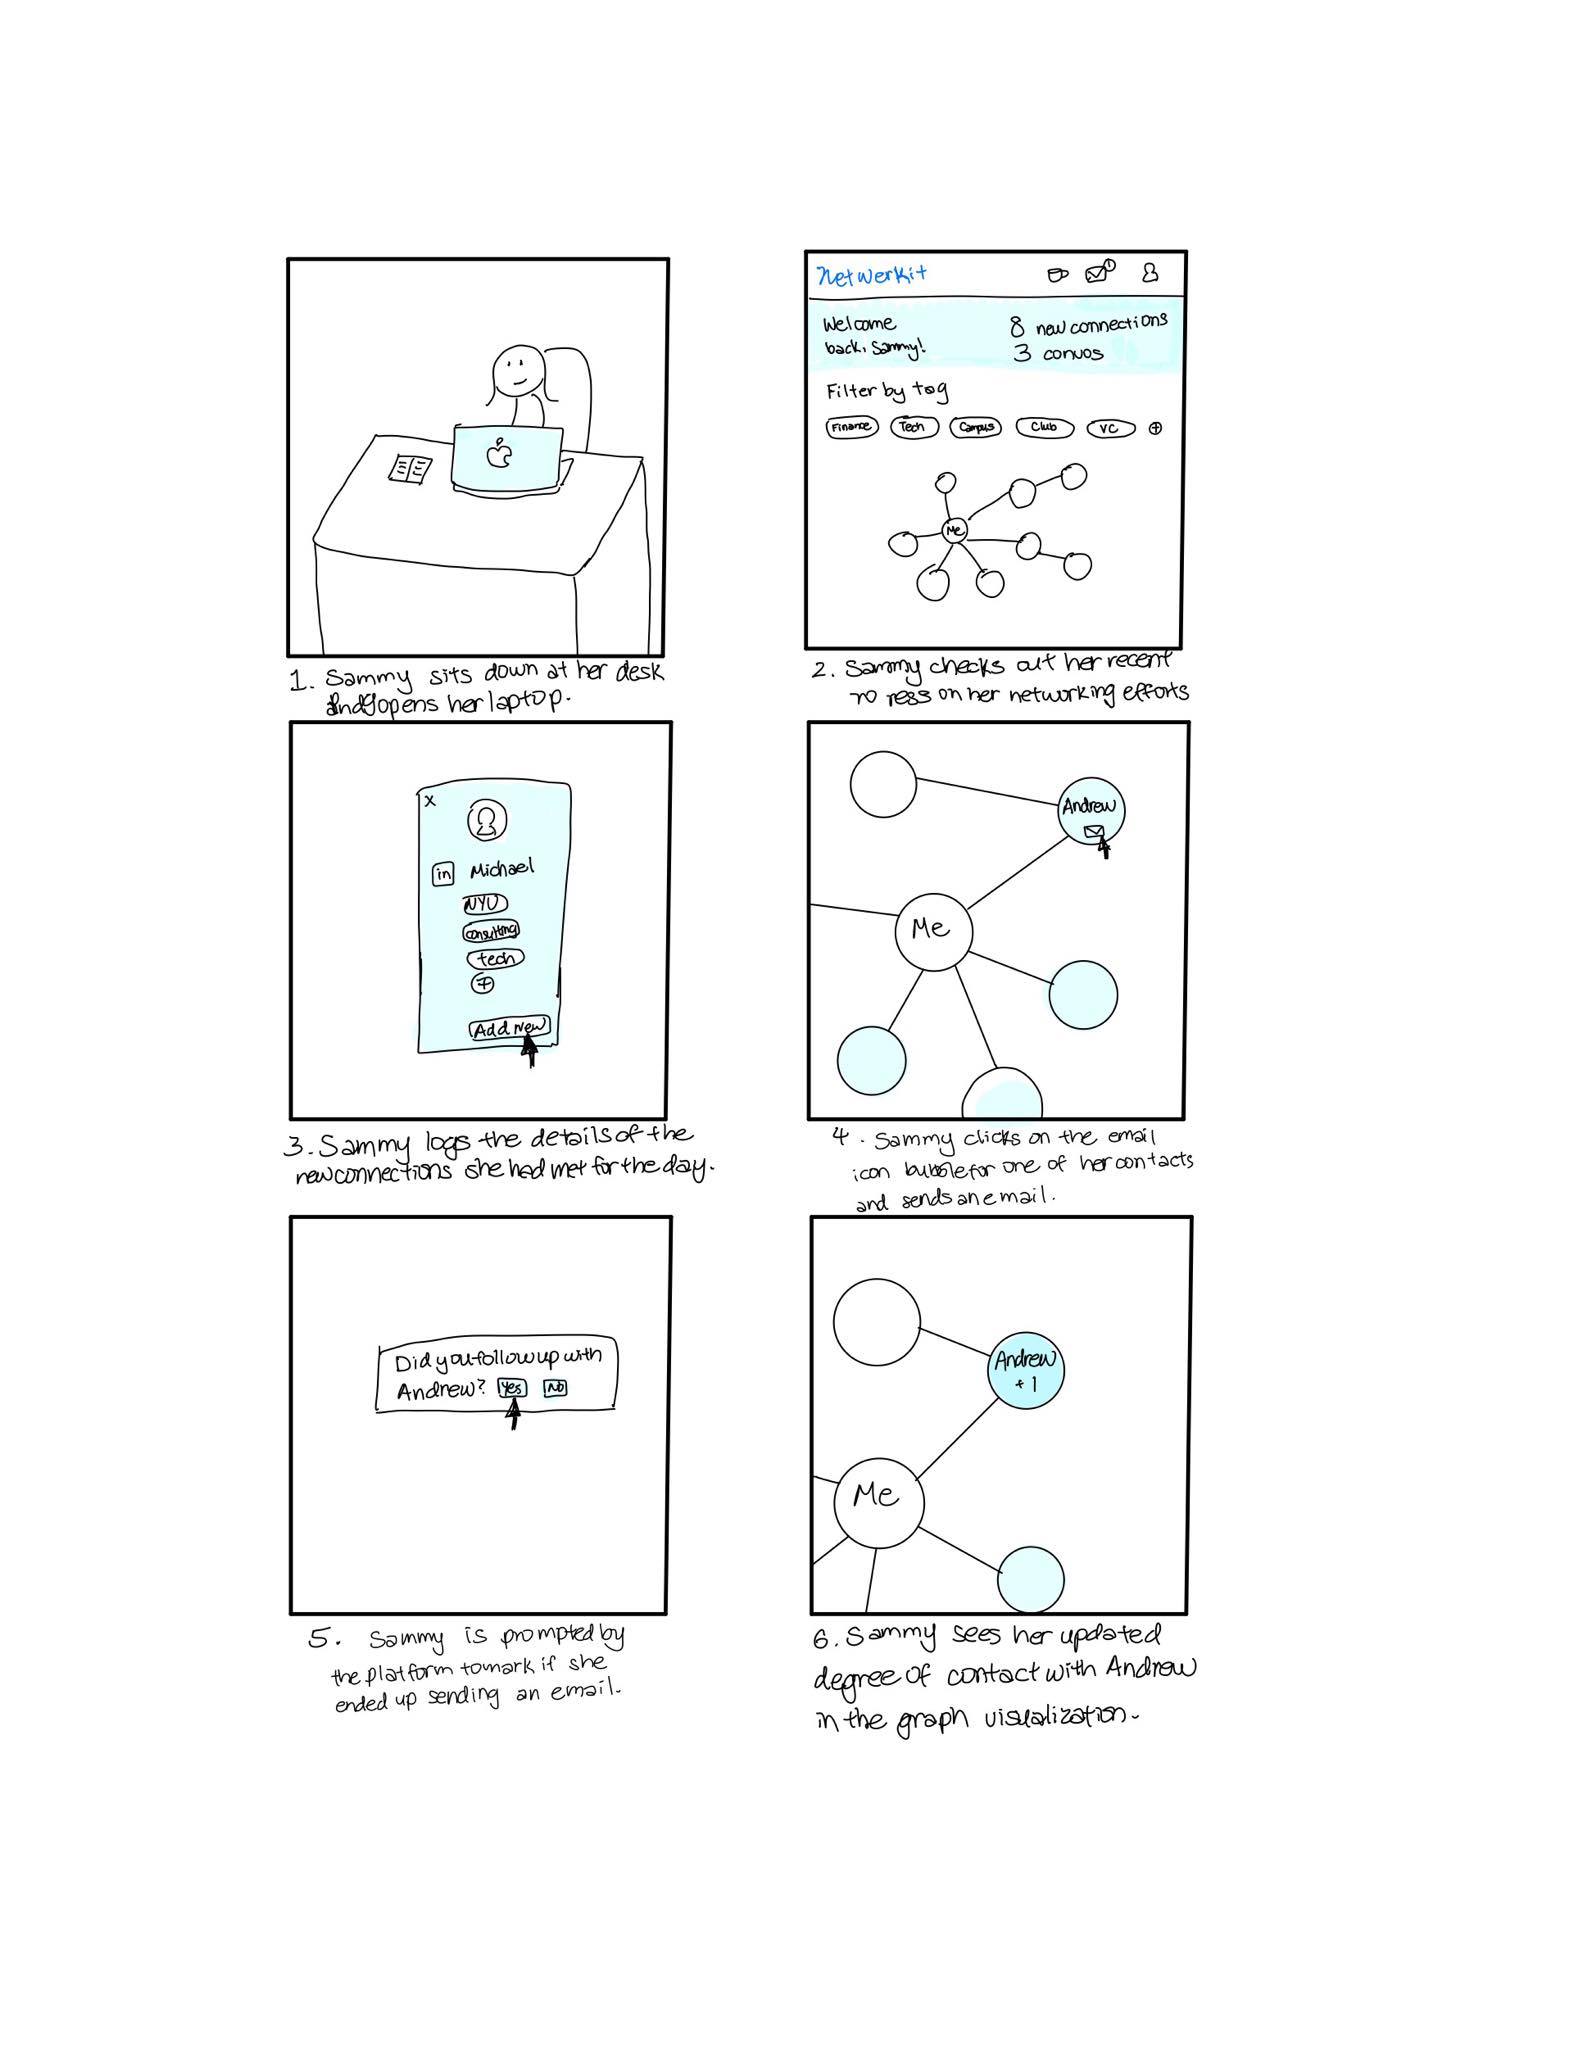 Netwerkit
Welcome
back, Sammy!
8 new connections
3 convos
Filter by tag
Finance Tech Campus Club VC
Me
1. Sammy sits down at her desk
opens her laptop.
2. Sammy checks out her recent
on her networking efforts
x
in Michael
NYU
consulting
tech
+
Add New
Andrew
Me
3. Sammy logs the details of the
new connections she had met for the day.
4. Sammy clicks on the email
icon bubble for one of her contacts
and sends an email.
Did you follow up with
Andrew? Yes No
Andrew
+1
Me
5. Sammy is prompted by
the platform to mark if she
ended up sending an email.
6. Sammy sees her updated
degree of contact with Andrew
in the graph visualization.